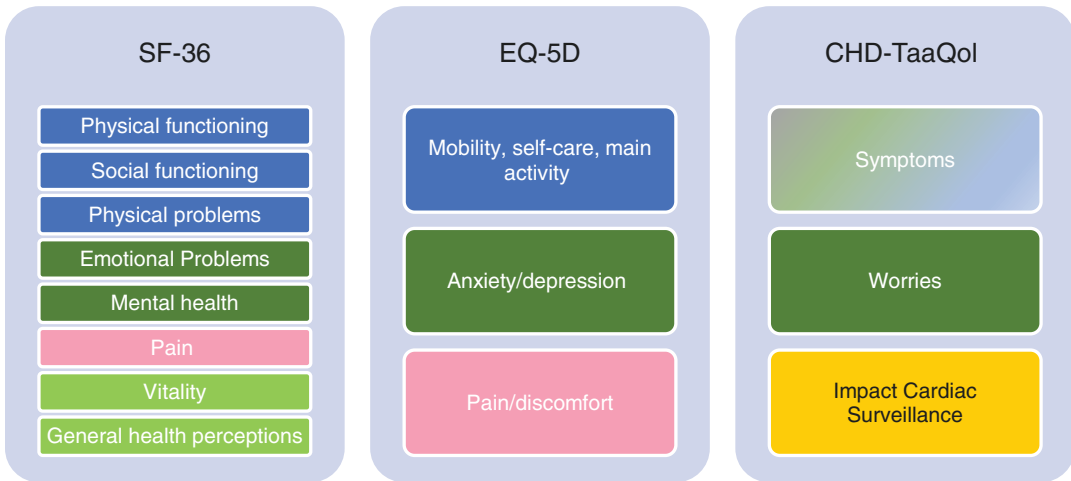 SF-36
Physical functioning
Social functioning
Physical problems
Emotional Problems
Mental health
Pain
Vitality
General health perceptions
EQ-5D
Mobility, self-care, main
activity
Anxiety/depression
Pain/discomfort
CHD-TaaQol
Symptoms
Worries
Impact Cardiac
Surveillance